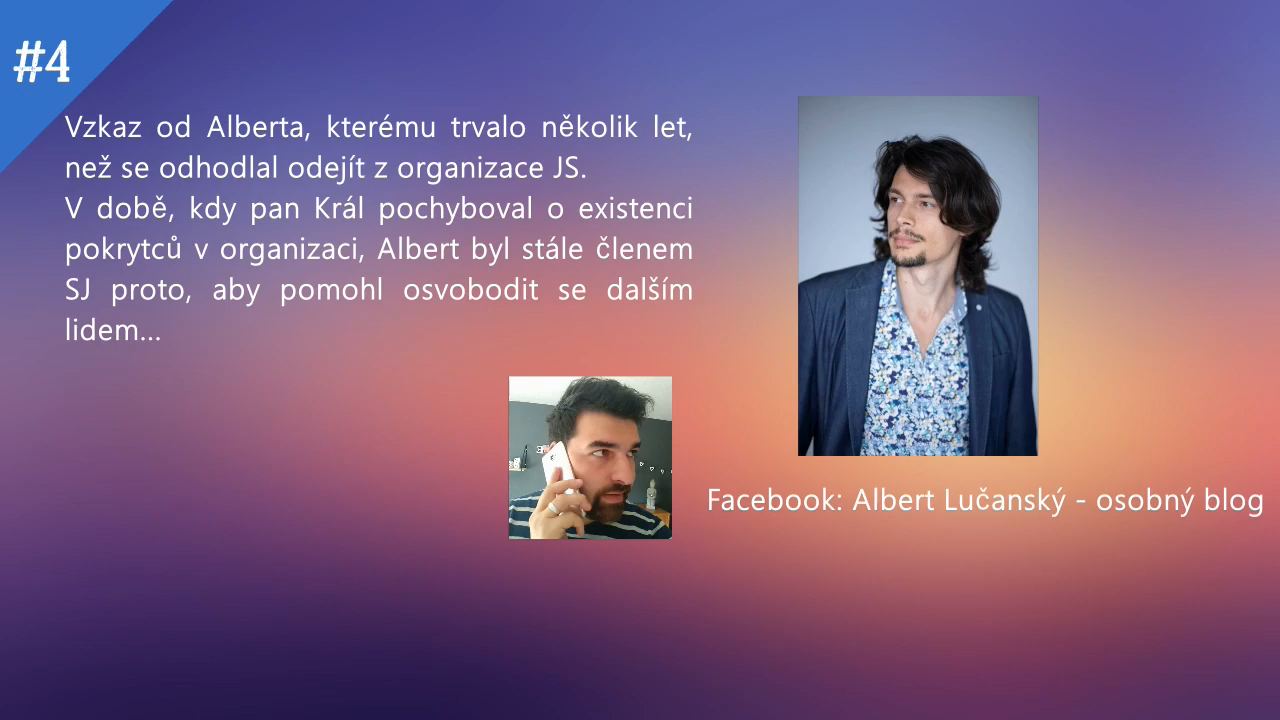 #4
Vzkaz od Alberta, kterému trvalo několik let,
než se odhodlal odejít z organizace JS.
V době, kdy pan Král pochyboval o existenci
pokrytců v organizaci, Albert byl stále členem
SJ proto, aby pomohl osvobodit se dalším
lidem...
Facebook: Albert Lučanský - osobný blog